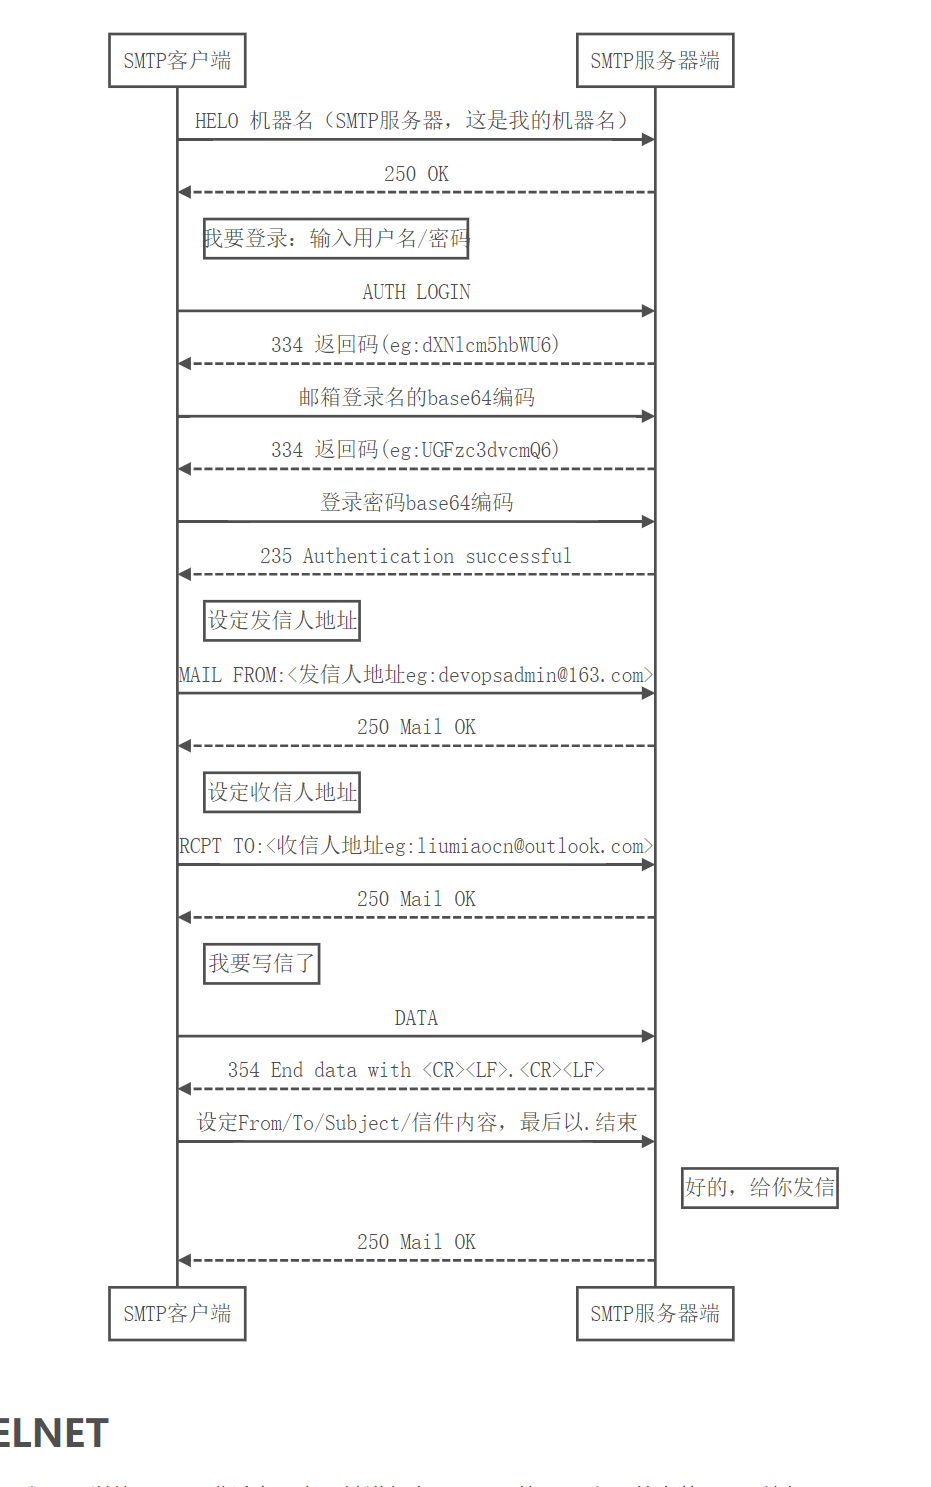 SMTP客户端 SMTP服务器端
HELO 机器名（SMTP服务器，这是我的机器名）
250 OK
我要登录：输入用户名/密码
AUTH LOGIN
334 返回码(eg:dXNlcm5hbWU6)
邮箱登录名的base64编码
334 返回码(eg:UGFzc3dvcmQ6)
登录密码base64编码
235 Authentication successful
设定发信人地址
MAIL FROM:<发信人地址eg:devopsadmin@163.com>
250 Mail OK
设定收信人地址
RCPT TO:<收信人地址eg:liumiaocn@outlook.com>
250 Mail OK
我要写信了
DATA
354 End data with <CR><LF>.<CR><LF>
设定From/To/Subject/信件内容，最后以.结束
好的，给你发信
250 Mail OK
SMTP客户端 SMTP服务器端
ELNET